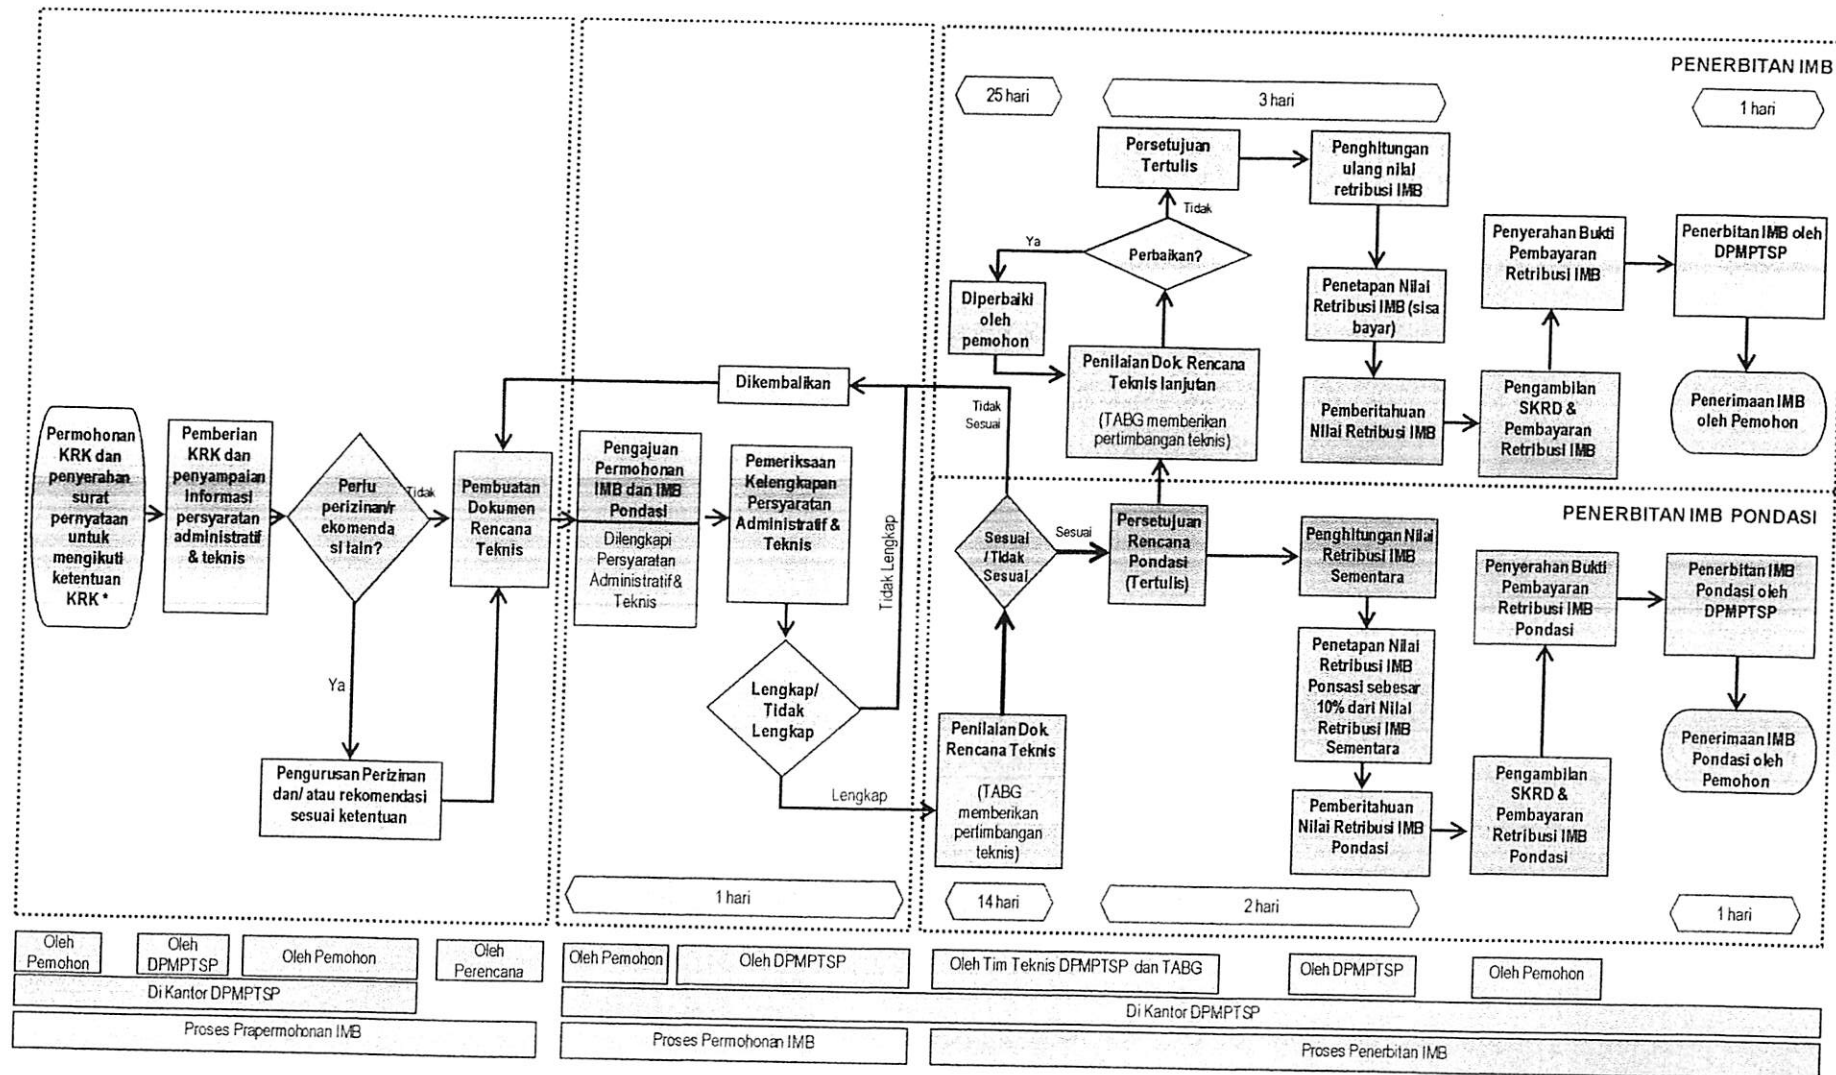 PENERBITAN IMB
25 hari
3 hari
1 hari
Persetujuan
Tertulis
Penghitungan
ulang nilai
retribusi IMB
Tidak
Ya
Perbaikan?
Penyerahan Bukti
Pembayaran
Retribusi IMB
Penerbitan IMB oleh
DPMPTSP
Diperbaiki
oleh
pemohon
Penetapan Nilai
Retribusi IMB (sisa
bayar)
Penilaian Dok. Rencana
Teknis lanjutan
(TABG memberikan
pertimbangan teknis)
Pemberitahuan
Nilai Retribusi IMB
Pengambilan
SKRD &
Pembayaran
Retribusi IMB
Penerimaan IMB
oleh Pemohon
Dikembalikan
Tidak
Sesuai
Permohonan
KRK dan
penyerahan
surat
pernyataan
untuk
mengikuti
ketentuan
KRK *
Pemberian
KRK dan
penyampaian
Informasi
persyaratan
administratif
& teknis
Perlu
perizinan/r
ekomenda
si lain?
Tidak
Ya
Pembuatan
Dokumen
Rencana
Teknis
Pengurusan Perizinan
dan/ atau rekomendasi
sesuai ketentuan
Pengajuan
Permohonan
IMB dan IMB
Pondasi
Dilengkapi
Persyaratan
Administratif &
Teknis
Pemeriksaan
Kelengkapan
Persyaratan
Administratif &
Teknis
Tidak Lengkap
Lengkap/
Tidak
Lengkap
Lengkap
1 hari
PENERBITAN IMB PONDASI
Sesuai
/ Tidak
Sesuai
Sesuai
Persetujuan
Rencana
Pondasi
(Tertulis)
Penghitungan Nilai
Retribusi IMB
Sementara
Penyerahan Bukti
Pembayaran
Retribusi IMB
Pondasi
Penerbitan IMB
Pondasi oleh
DPMPTSP
Penetapan Nilai
Retribusi IMB
Ponsasi sebesar
10% dari Nilai
Retribusi IMB
Sementara
Penilaian Dok.
Rencana Teknis
(TABG
memberikan
pertimbangan
teknis)
Pemberitahuan
Nilai Retribusi IMB
Pondasi
Pengambilan
SKRD &
Pembayaran
Retribusi IMB
Pondasi
Penerimaan IMB
Pondasi oleh
Pemohon
14 hari
2 hari
1 hari
Oleh
Pemohon
Oleh
DPMPTSP
Oleh Pemohon
Oleh
Perencana
Oleh Pemohon
Oleh DPMPTSP
Oleh Tim Teknis DPMPTSP dan TABG
Oleh DPMPTSP
Oleh Pemohon
Di Kantor DPMPTSP
Di Kantor DPMPTSP
Proses Prapermohonan IMB
Proses Permohonan IMB
Proses Penerbitan IMB